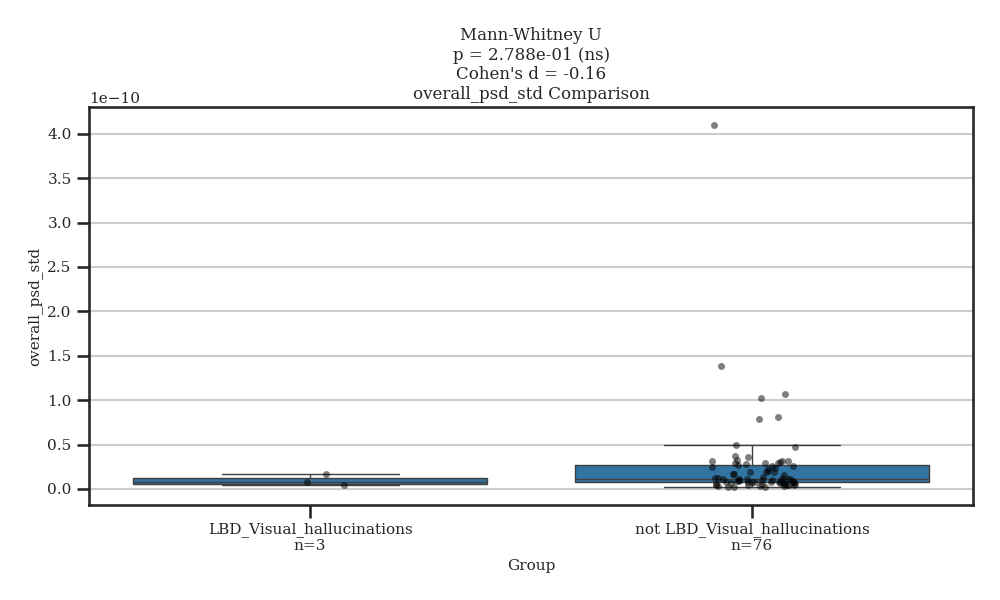 Mann-Whitney U
p = 2.788e-01 (ns)
Cohen's d = -0.16
overall_psd_std Comparison
1e−10
4.0
3.5
3.0
2.5
2.0
1.5
1.0
0.5
0.0
overall_psd_std
LBD_Visual_hallucinations
n=3
not LBD_Visual_hallucinations
n=76
Group